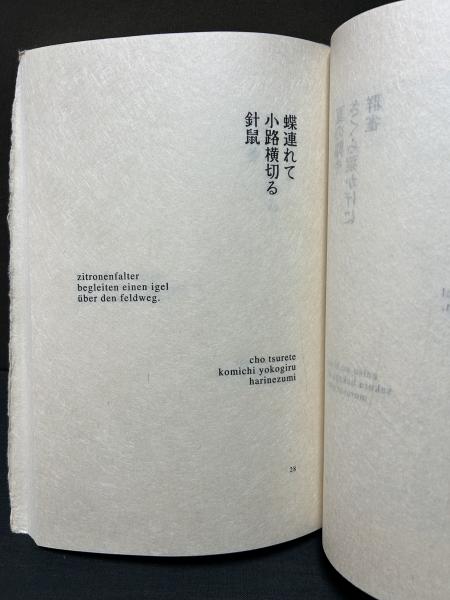 蝶連れて
小路横切る
針鼠
zitronenfalter
begleiten einen igel
über den feldweg.
cho tsurete
komichi yokogiru
harinezumi
28